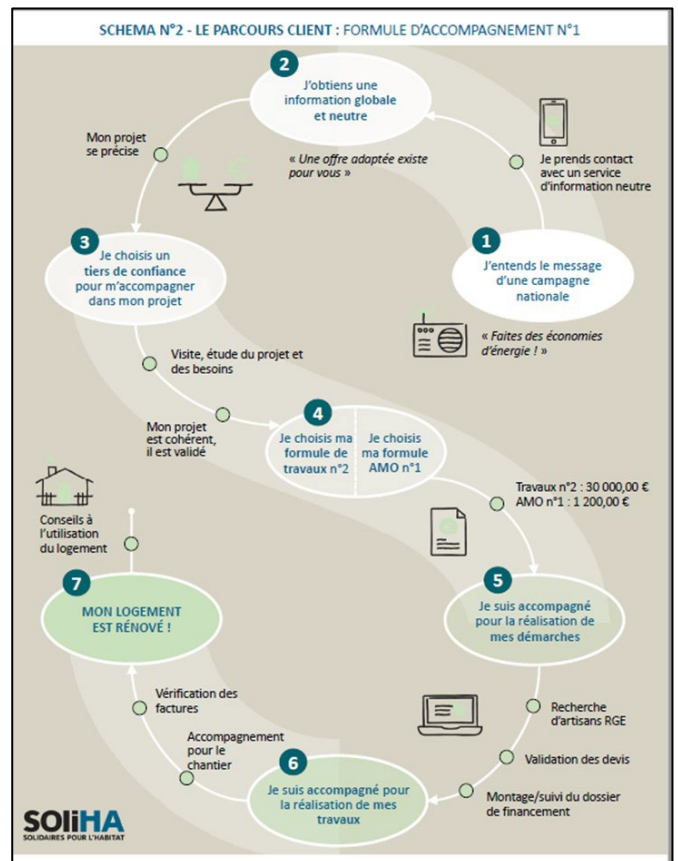 SCHEMA N°2 - LE PARCOURS CLIENT : FORMULE D'ACCOMPAGNEMENT N°1
2
J'obtiens une
information globale
et neutre
Mon projet
se précise
« Une offre adaptée existe
pour vous »
Je prends contact
avec un service
d'information neutre
3
Je choisis un
tiers de confiance
pour m'accompagner
dans mon projet
1
J'entends le message
d'une campagne
nationale
« Faites des économies
d'énergie ! »
Visite, étude du projet et
des besoins
Mon projet
est cohérent,
il est validé
4
Je choisis ma
formule de
travaux n°2
Je choisis
ma formule
AMO n°1
Travaux n°2 : 30 000,00 €
AMO n°1 : 1 200,00 €
Conseils à
l'utilisation
du logement
7
MON LOGEMENT
EST RÉNOVÉ !
5
Je suis accompagné
pour la réalisation de
mes démarches
Vérification des
factures
Accompagnement
pour le
chantier
Recherche
d'artisans RGE
Validation des devis
Montage/suivi du dossier
de financement
6
Je suis accompagné pour
la réalisation de mes
travaux
SOLiHA
SOLIDAIRES POUR L'HABITAT